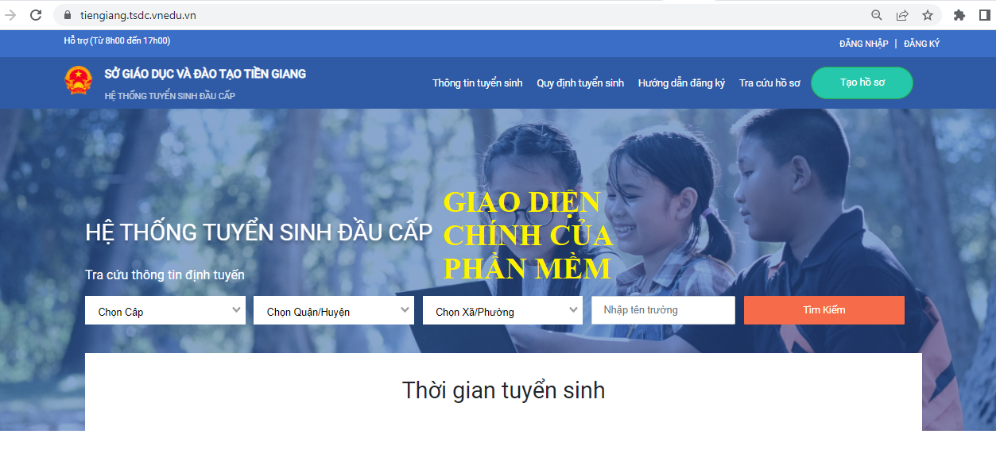 tiengiang.tsdc.vnedu.vn
Hỗ trợ (Từ 8h00 đến 17h00)
ĐĂNG NHẬP | ĐĂNG KÝ
SỞ GIÁO DỤC VÀ ĐÀO TẠO TIỀN GIANG
HỆ THỐNG TUYỂN SINH ĐẦU CẤP
Thông tin tuyển sinh
Quy định tuyển sinh
Hướng dẫn đăng ký
Tra cứu hồ sơ
Tạo hồ sơ
GIAO DIỆN
CHÍNH CỦA
PHẦN MỀM
HỆ THỐNG TUYỂN SINH ĐẦU CẤP
Tra cứu thông tin định tuyến
Chọn Cấp
Chọn Quận/Huyện
Chọn Xã/Phường
Nhập tên trường
Tìm Kiếm
Thời gian tuyển sinh